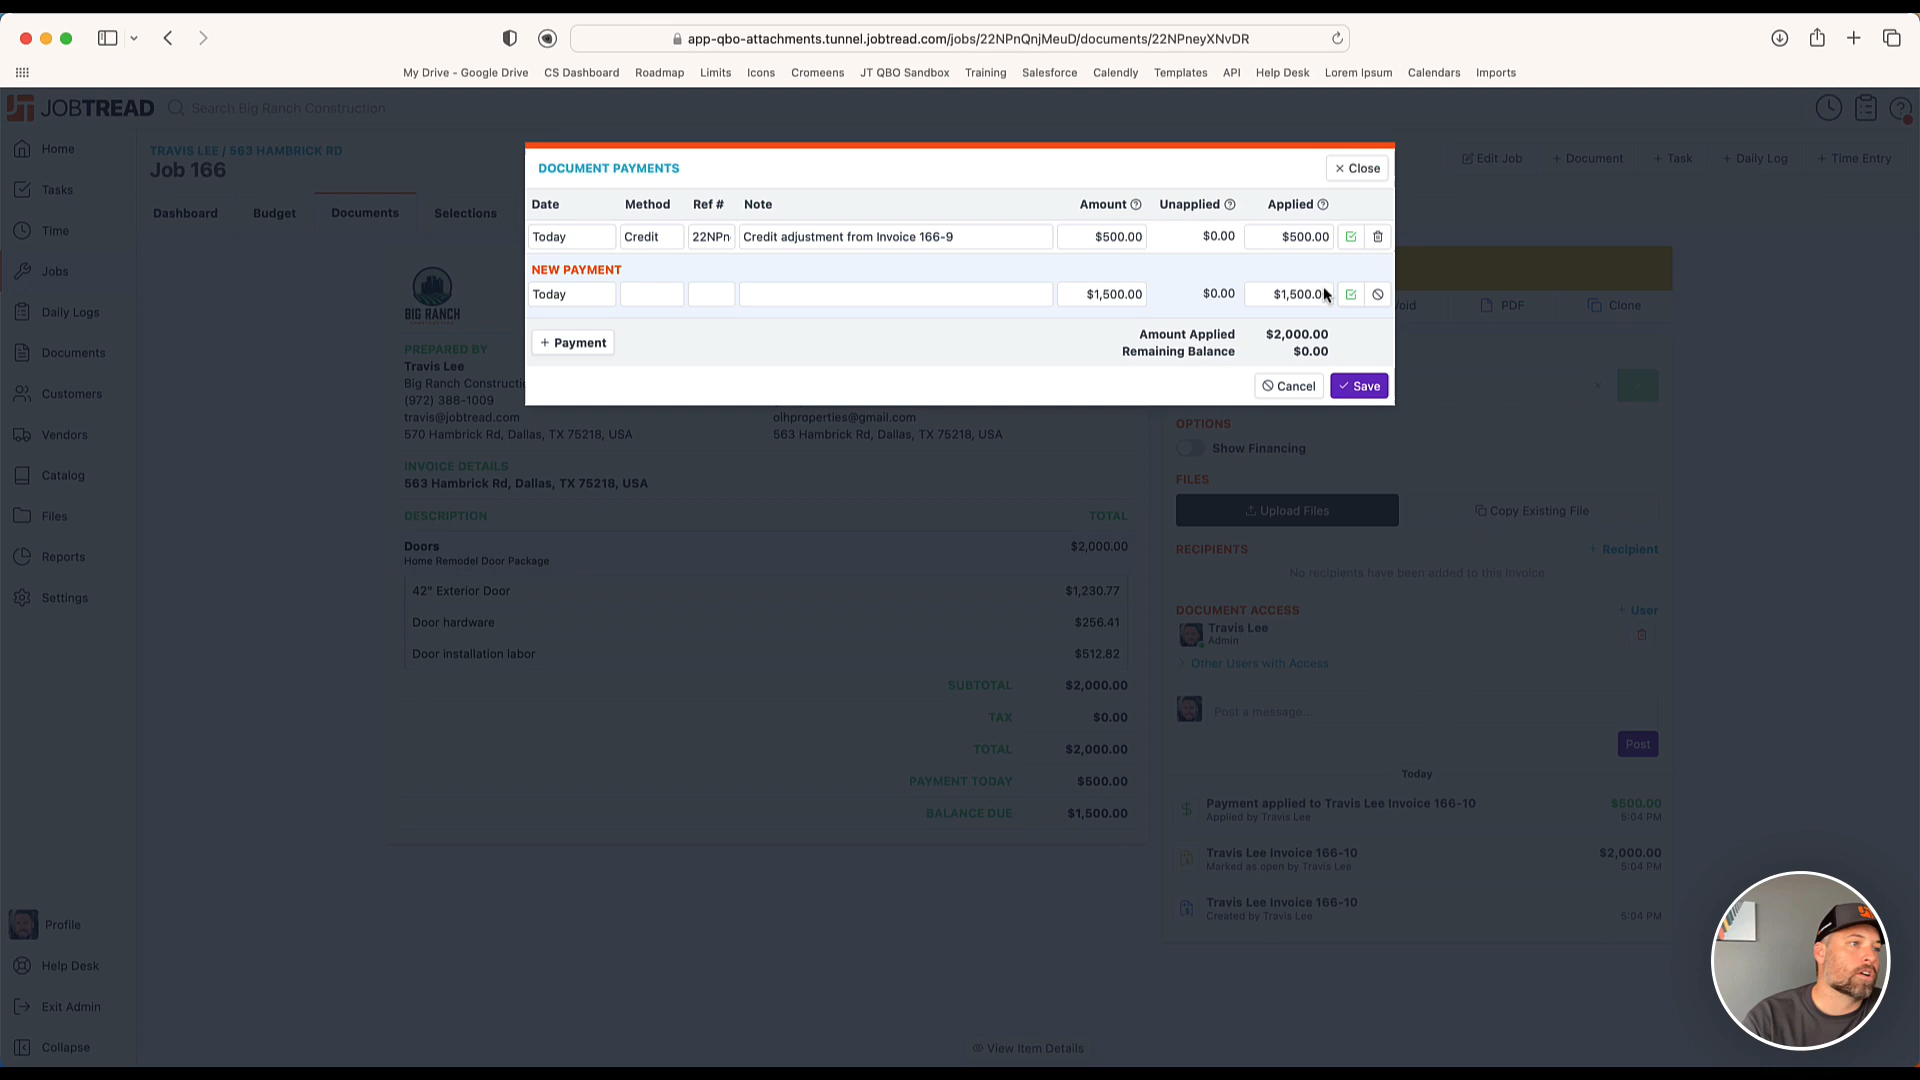 app-qbo-attachments.tunnel.jobtread.com/jobs/22NPnQnjMeuD/documents/22NPneyXNvDR
My Drive - Google Drive CS Dashboard Roadmap Limits Icons Cromeens JT QBO Sandbox Training Salesforce Calendly Templates API Help Desk Lorem Ipsum Calendars Imports
JOBTREAD
Search Big Ranch Construction
Home
Tasks
Time
Jobs
Daily Logs
Documents
Customers
Vendors
Catalog
Files
Reports
Settings
Profile
Help Desk
Exit Admin
Collapse
TRAVIS LEE / 563 HAMBRICK RD
Job 166
Edit Job + Document + Task + Daily Log + Time Entry
Dashboard Budget Documents Selections
DOCUMENT PAYMENTS
Close
Date Method Ref # Note Amount Unapplied Applied
Today Credit 22NPn Credit adjustment from Invoice 166-9 $500.00 $0.00 $500.00
NEW PAYMENT
Today $1,500.00 $0.00 $1,500.0
+ Payment
Amount Applied $2,000.00
Remaining Balance $0.00
Cancel Save
BIG RANCH
CONSTRUCTION
PREPARED BY
Travis Lee
Big Ranch Constructi
(972) 388-1009
travis@jobtread.com
570 Hambrick Rd, Dallas, TX 75218, USA
olhproperties@gmail.com
563 Hambrick Rd, Dallas, TX 75218, USA
INVOICE DETAILS
563 Hambrick Rd, Dallas, TX 75218, USA
DESCRIPTION TOTAL
Doors $2,000.00
Home Remodel Door Package
42" Exterior Door $1,230.77
Door hardware $256.41
Door installation labor $512.82
SUBTOTAL $2,000.00
TAX $0.00
TOTAL $2,000.00
PAYMENT TODAY $500.00
BALANCE DUE $1,500.00
View Item Details
oid PDF Clone
OPTIONS
Show Financing
FILES
Upload Files Copy Existing File
RECIPIENTS + Recipient
No recipients have been added to this invoice
DOCUMENT ACCESS + User
Travis Lee
Admin
Other Users with Access
Post a message...
Post
Today
Payment applied to Travis Lee Invoice 166-10 $500.00
Applied by Travis Lee 5:04 PM
Travis Lee Invoice 166-10 $2,000.00
Marked as open by Travis Lee 5:04 PM
Travis Lee Invoice 166-10
Created by Travis Lee 5:04 PM